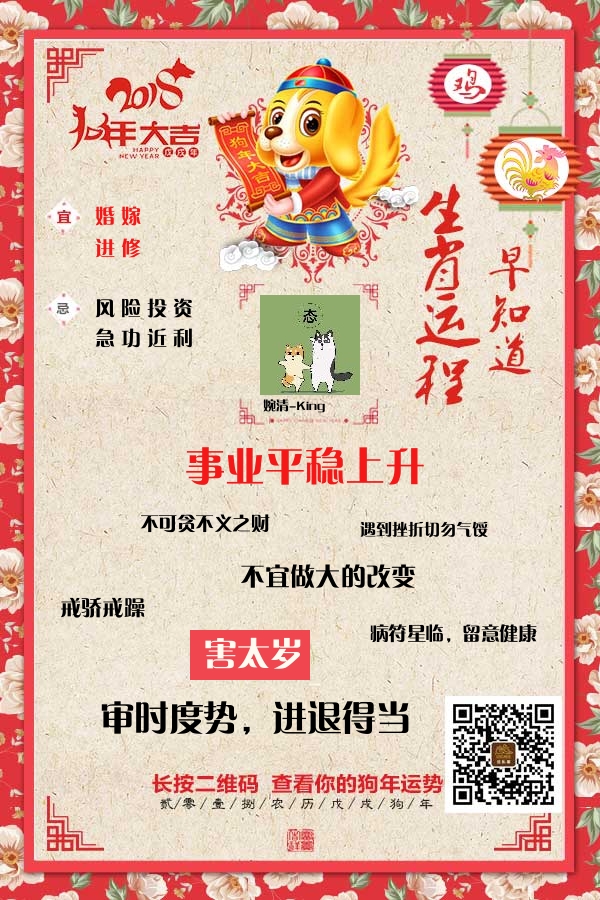 2018
狗年大吉
HAPPY
NEW YEAR
戊戌年
狗年大吉
鸡
生肖运程
早知道
宜
婚嫁
进修
忌
风险投资
急功近利
态
婉清-King
事业平稳上升
不可贪不义之财
遇到挫折切勿气馁
不宜做大的改变
戒骄戒躁
病符星临，留意健康
害太岁
审时度势，进退得当
长按二维码 查看你的狗年运势
贰/零/壹/捌/农/历/戊/戌/狗/年